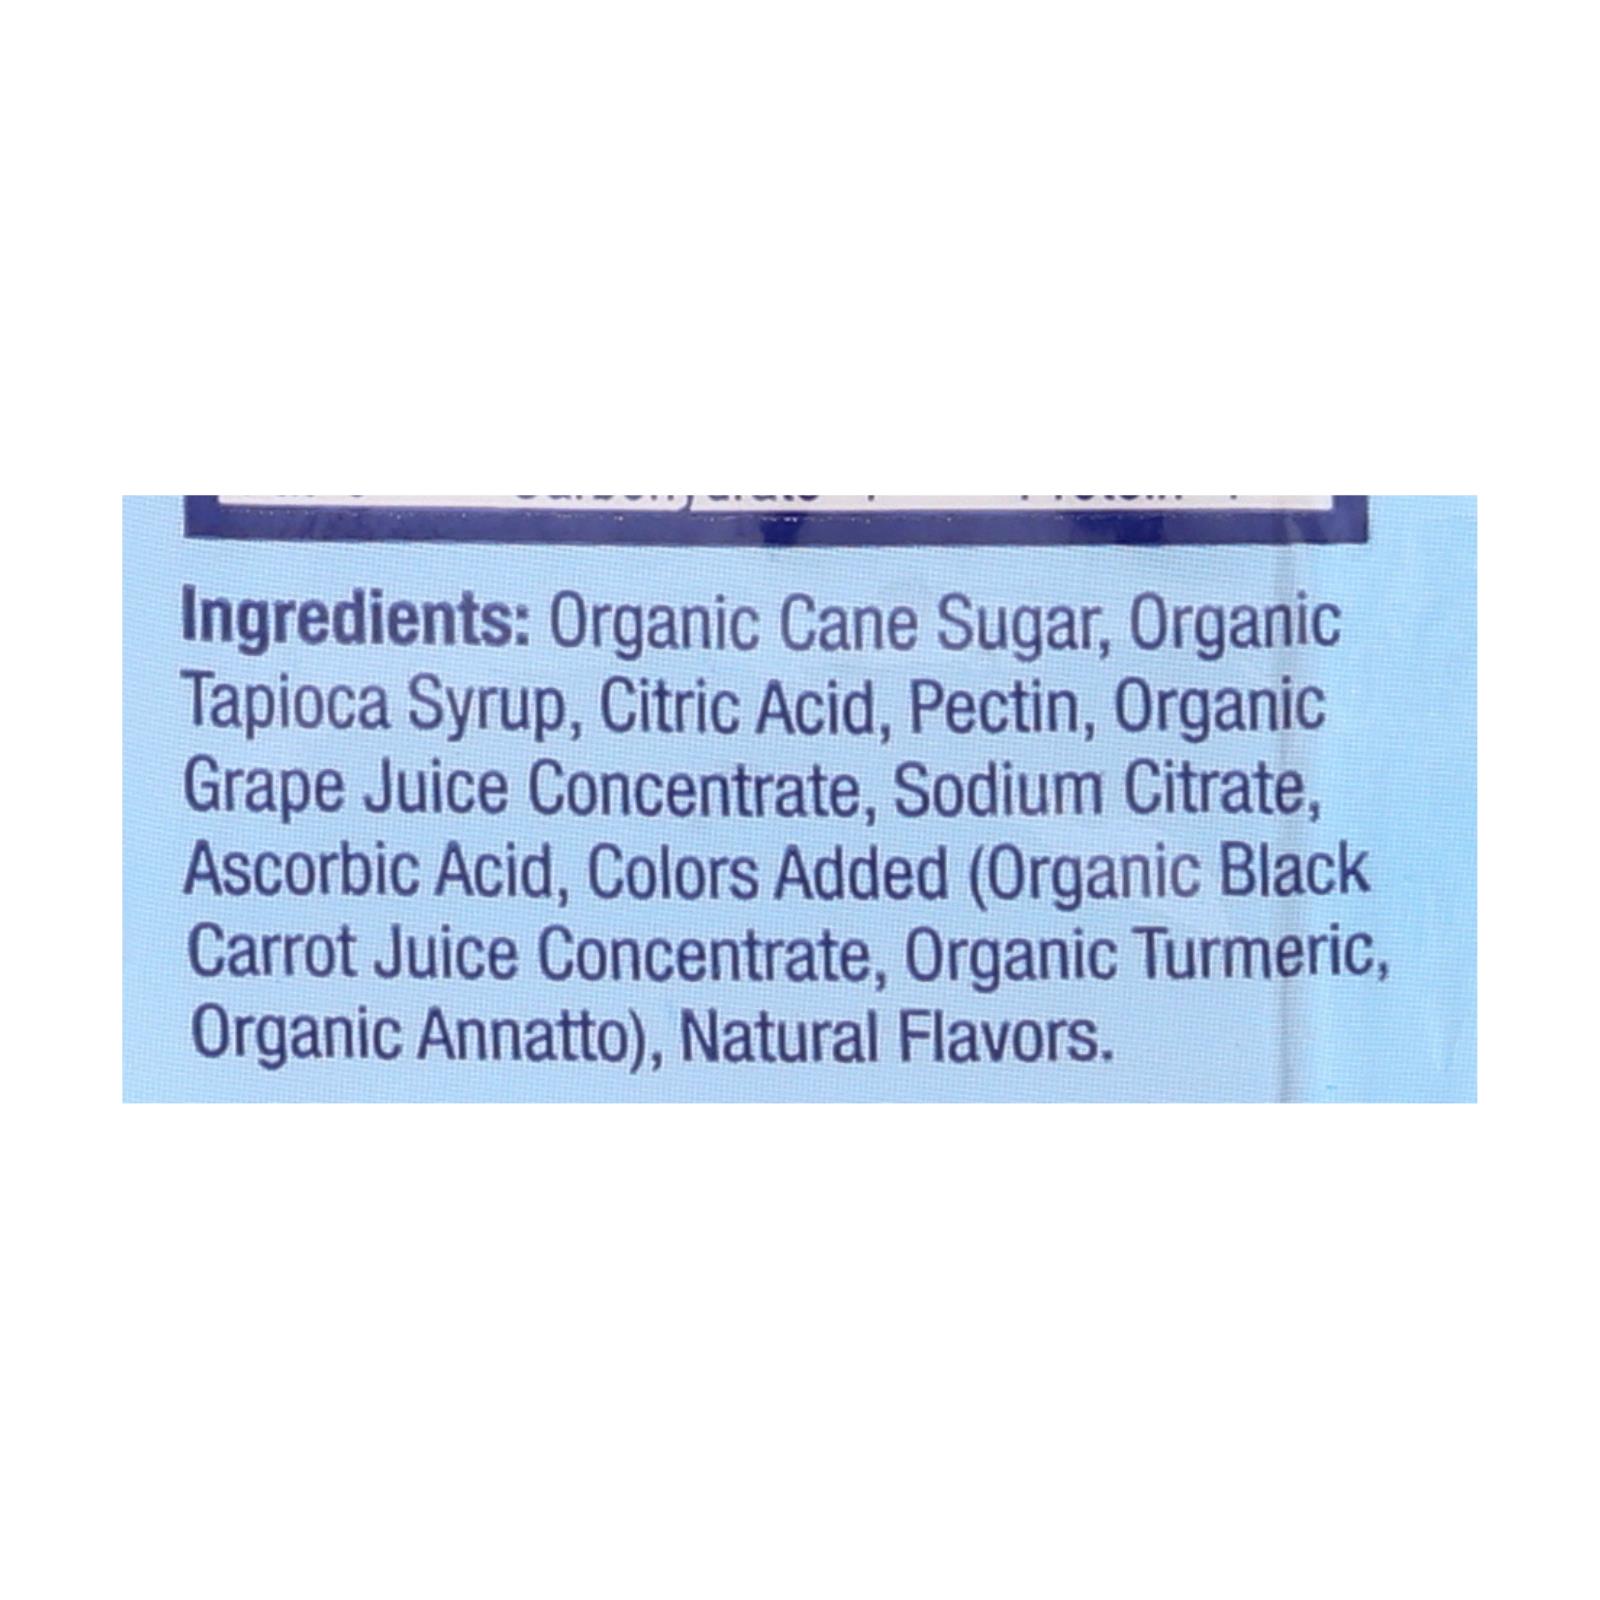 Ingredients: Organic Cane Sugar, Organic
Tapioca Syrup, Citric Acid, Pectin, Organic
Grape Juice Concentrate, Sodium Citrate,
Ascorbic Acid, Colors Added (Organic Black
Carrot Juice Concentrate, Organic Turmeric,
Organic Annatto), Natural Flavors.